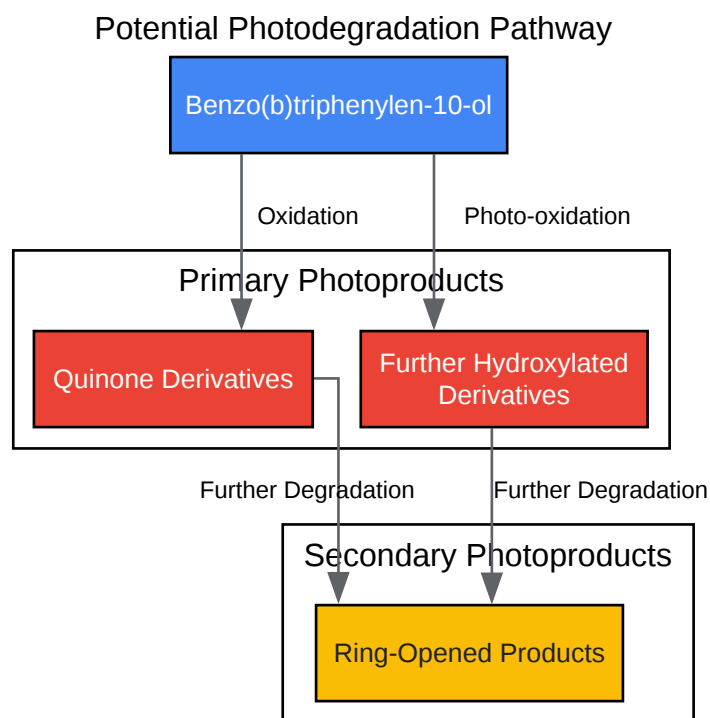 Potential Photodegradation Pathway
Benzo(b)triphenylen-10-ol
Oxidation
Photo-oxidation
Primary Photoproducts
Quinone Derivatives
Further Hydroxylated
Derivatives
Further Degradation
Further Degradation
Secondary Photoproducts
Ring-Opened Products